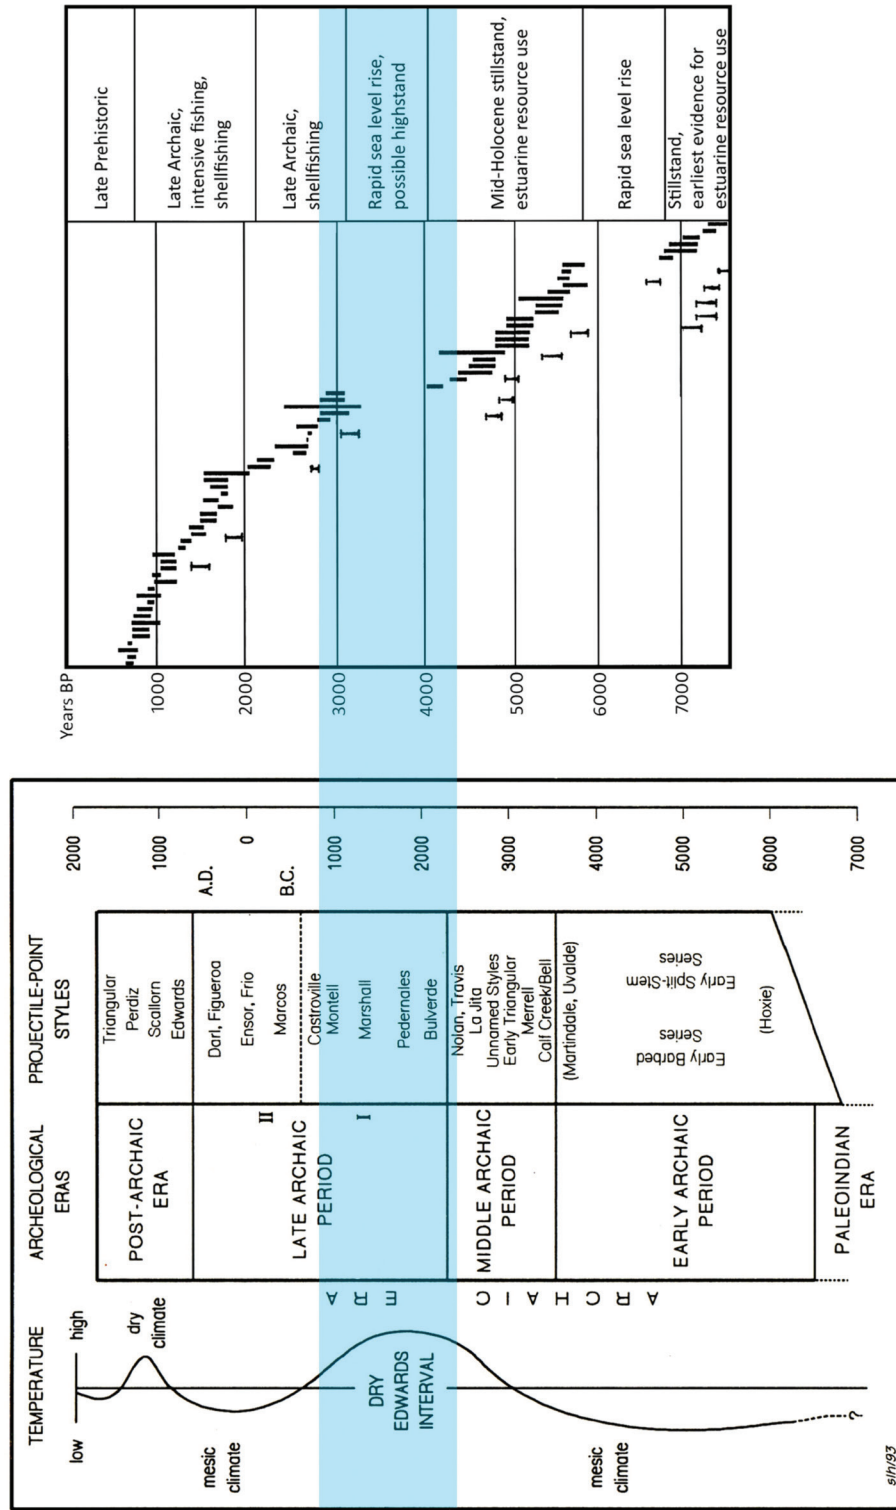 Late Prehistoric
Late Archaic,
intensive fishing,
shellfishing
Late Archaic,
shellfishing
Rapid sea level rise,
possible highstand
Mid-Holocene stillstand,
estuarine resource use
Rapid sea level rise
Stillstand,
earliest evidence for
estuarine resource use
Years BP
1000
2000
3000
4000
5000
6000
7000
TEMPERATURE
low
high
dry
climate
mesic
climate
DRY
EDWARDS
INTERVAL
mesic
climate
?
slh/93
ARCHEOLOGICAL
ERAS
POST-ARCHAIC
ERA
LATE ARCHAIC
PERIOD
II
I
MIDDLE ARCHAIC
PERIOD
EARLY ARCHAIC
PERIOD
PALEOINDIAN
ERA
ARCHAIC ERA
PROJECTILE-POINT
STYLES
Triangular
Perdiz
Scallorn
Edwards
Darl, Figueroa
Ensor, Frio
Marcos
Castroville
Montell
Marshall
Pedernales
Bulverde
Nolan, Travis
La Jita
Unnamed Styles
Early Triangular
Merrell
Calf Creek/Bell
(Martindale, Uvalde)
Early Barbed
Series
Early Split-Stem
Series
(Hoxie)
2000
1000
A.D.
0
B.C.
1000
2000
3000
4000
5000
6000
7000